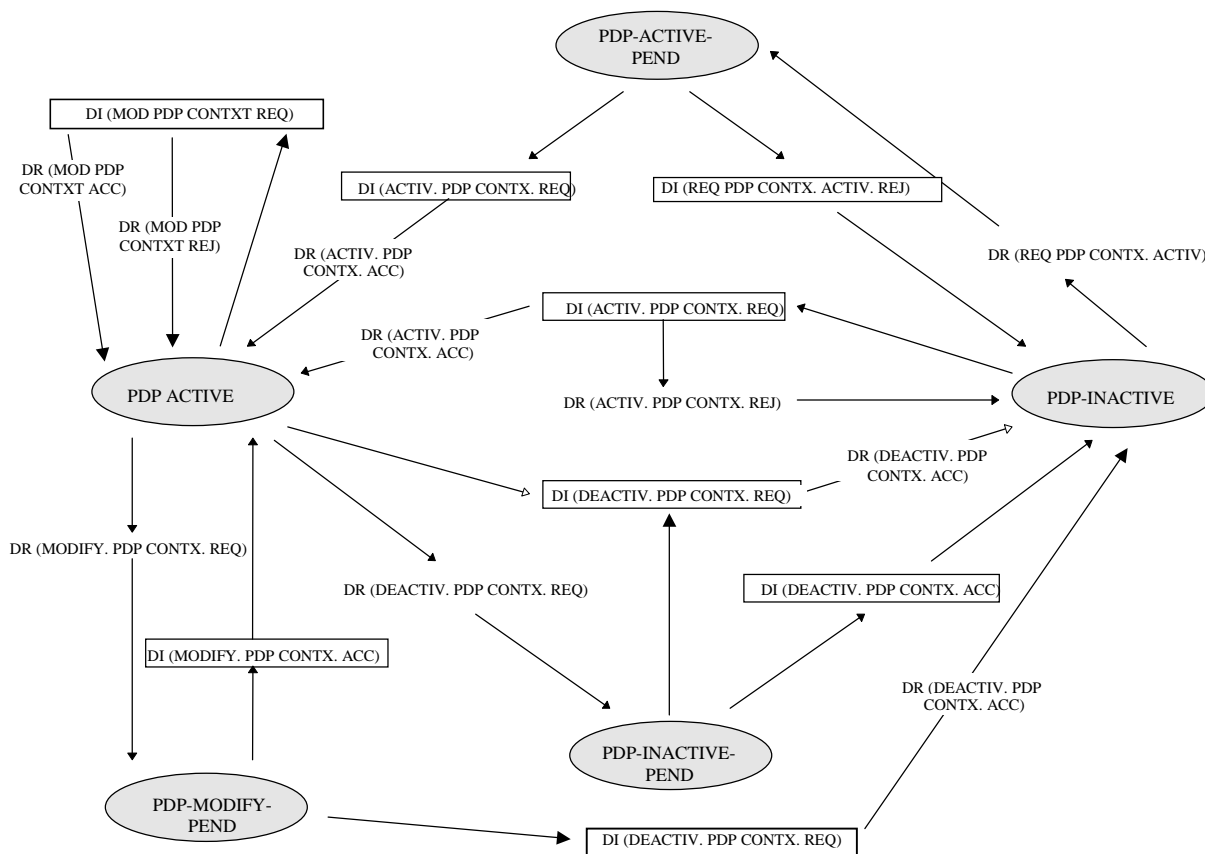 PDP-ACTIVE-
PEND
DI (MOD PDP CONTXT REQ)
DR (MOD PDP
CONTXT ACC)
DR (MOD PDP
CONTXT REJ)
DI (ACTIV. PDP CONTX. REQ)
DI (REQ PDP CONTX. ACTIV. REJ)
DR (ACTIV. PDP
CONTX. ACC)
DR (REQ PDP CONTX. ACTIV)
DI (ACTIV. PDP CONTX. REQ)
DR (ACTIV. PDP
CONTX. ACC)
PDP ACTIVE
DR (ACTIV. PDP CONTX. REJ)
PDP-INACTIVE
DR (DEACTIV. PDP
CONTX. ACC)
DI (DEACTIV. PDP CONTX. REQ)
DR (MODIFY. PDP CONTX. REQ)
DR (DEACTIV. PDP CONTX. REQ)
DI (DEACTIV. PDP CONTX. ACC)
DI (MODIFY. PDP CONTX. ACC)
DR (DEACTIV. PDP
CONTX. ACC)
PDP-INACTIVE-
PEND
PDP-MODIFY-
PEND
DI (DEACTIV. PDP CONTX. REQ)